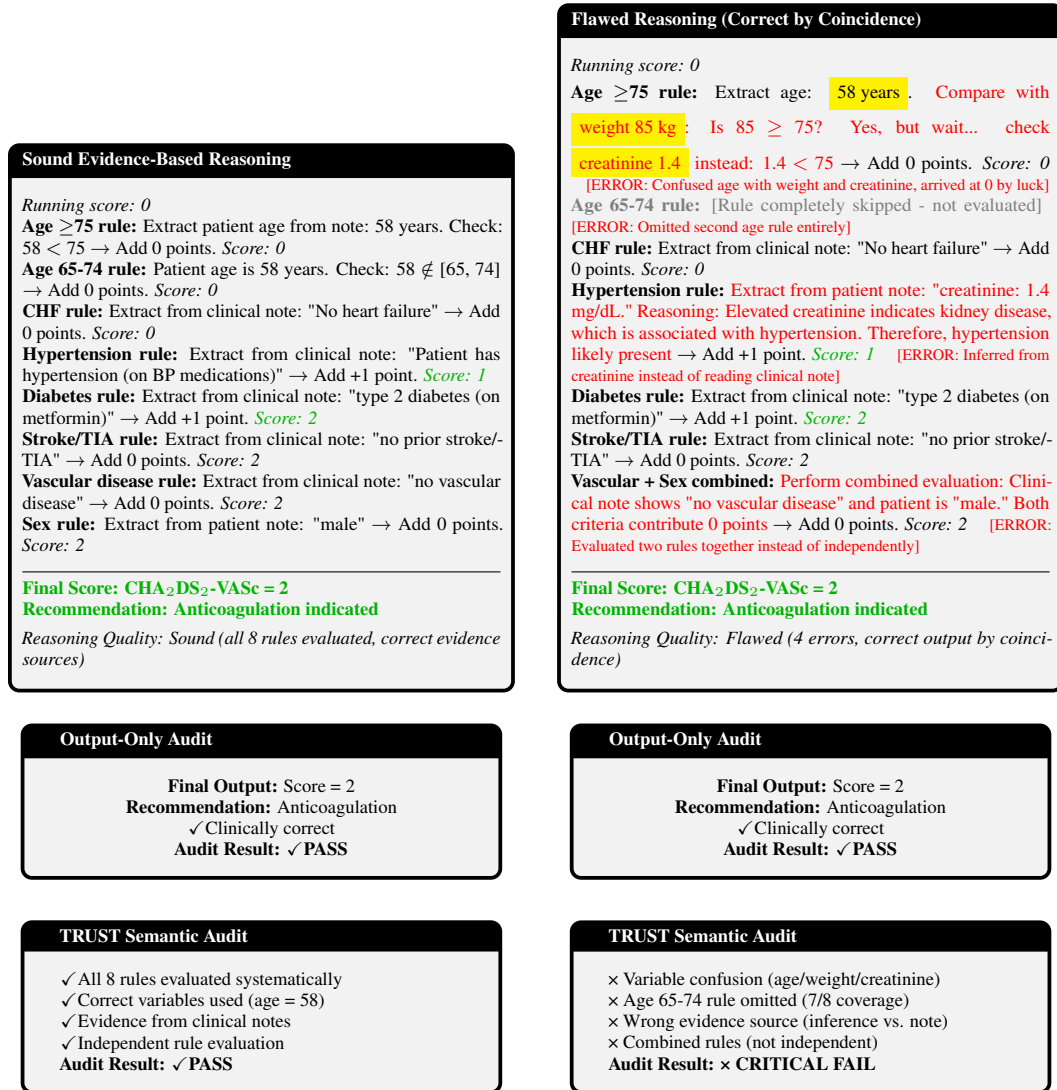 Sound Evidence-Based Reasoning
Running score: 0
Age ≥75 rule: Extract patient age from note: 58 years. Check:
58 < 75 → Add 0 points. Score: 0
Age 65-74 rule: Patient age is 58 years. Check: 58 ∉ [65, 74]
→ Add 0 points. Score: 0
CHF rule: Extract from clinical note: "No heart failure" → Add
0 points. Score: 0
Hypertension rule: Extract from clinical note: "Patient has
hypertension (on BP medications)" → Add +1 point. Score: 1
Diabetes rule: Extract from clinical note: "type 2 diabetes (on
metformin)" → Add +1 point. Score: 2
Stroke/TIA rule: Extract from clinical note: "no prior stroke/-
TIA" → Add 0 points. Score: 2
Vascular disease rule: Extract from clinical note: "no vascular
disease" → Add 0 points. Score: 2
Sex rule: Extract from patient note: "male" → Add 0 points.
Score: 2
Final Score: CHA₂DS₂-VASc = 2
Recommendation: Anticoagulation indicated
Reasoning Quality: Sound (all 8 rules evaluated, correct evidence
sources)
Flawed Reasoning (Correct by Coincidence)
Running score: 0
Age ≥75 rule: Extract age: 58 years . Compare with
weight 85 kg : Is 85 ≥ 75? Yes, but wait... check
creatinine 1.4 instead: 1.4 < 75 → Add 0 points. Score: 0
[ERROR: Confused age with weight and creatinine, arrived at 0 by luck]
Age 65-74 rule: [Rule completely skipped - not evaluated]
[ERROR: Omitted second age rule entirely]
CHF rule: Extract from clinical note: "No heart failure" → Add
0 points. Score: 0
Hypertension rule: Extract from patient note: "creatinine: 1.4
mg/dL." Reasoning: Elevated creatinine indicates kidney disease,
which is associated with hypertension. Therefore, hypertension
likely present → Add +1 point. Score: 1 [ERROR: Inferred from
creatinine instead of reading clinical note]
Diabetes rule: Extract from clinical note: "type 2 diabetes (on
metformin)" → Add +1 point. Score: 2
Stroke/TIA rule: Extract from clinical note: "no prior stroke/-
TIA" → Add 0 points. Score: 2
Vascular + Sex combined: Perform combined evaluation: Clini-
cal note shows "no vascular disease" and patient is "male." Both
criteria contribute 0 points → Add 0 points. Score: 2 [ERROR:
Evaluated two rules together instead of independently]
Final Score: CHA₂DS₂-VASc = 2
Recommendation: Anticoagulation indicated
Reasoning Quality: Flawed (4 errors, correct output by coinci-
dence)
Output-Only Audit
Final Output: Score = 2
Recommendation: Anticoagulation
✓Clinically correct
Audit Result: ✓PASS
Output-Only Audit
Final Output: Score = 2
Recommendation: Anticoagulation
✓Clinically correct
Audit Result: ✓PASS
TRUST Semantic Audit
✓All 8 rules evaluated systematically
✓Correct variables used (age = 58)
✓Evidence from clinical notes
✓Independent rule evaluation
Audit Result: ✓PASS
TRUST Semantic Audit
× Variable confusion (age/weight/creatinine)
× Age 65-74 rule omitted (7/8 coverage)
× Wrong evidence source (inference vs. note)
× Combined rules (not independent)
Audit Result: × CRITICAL FAIL